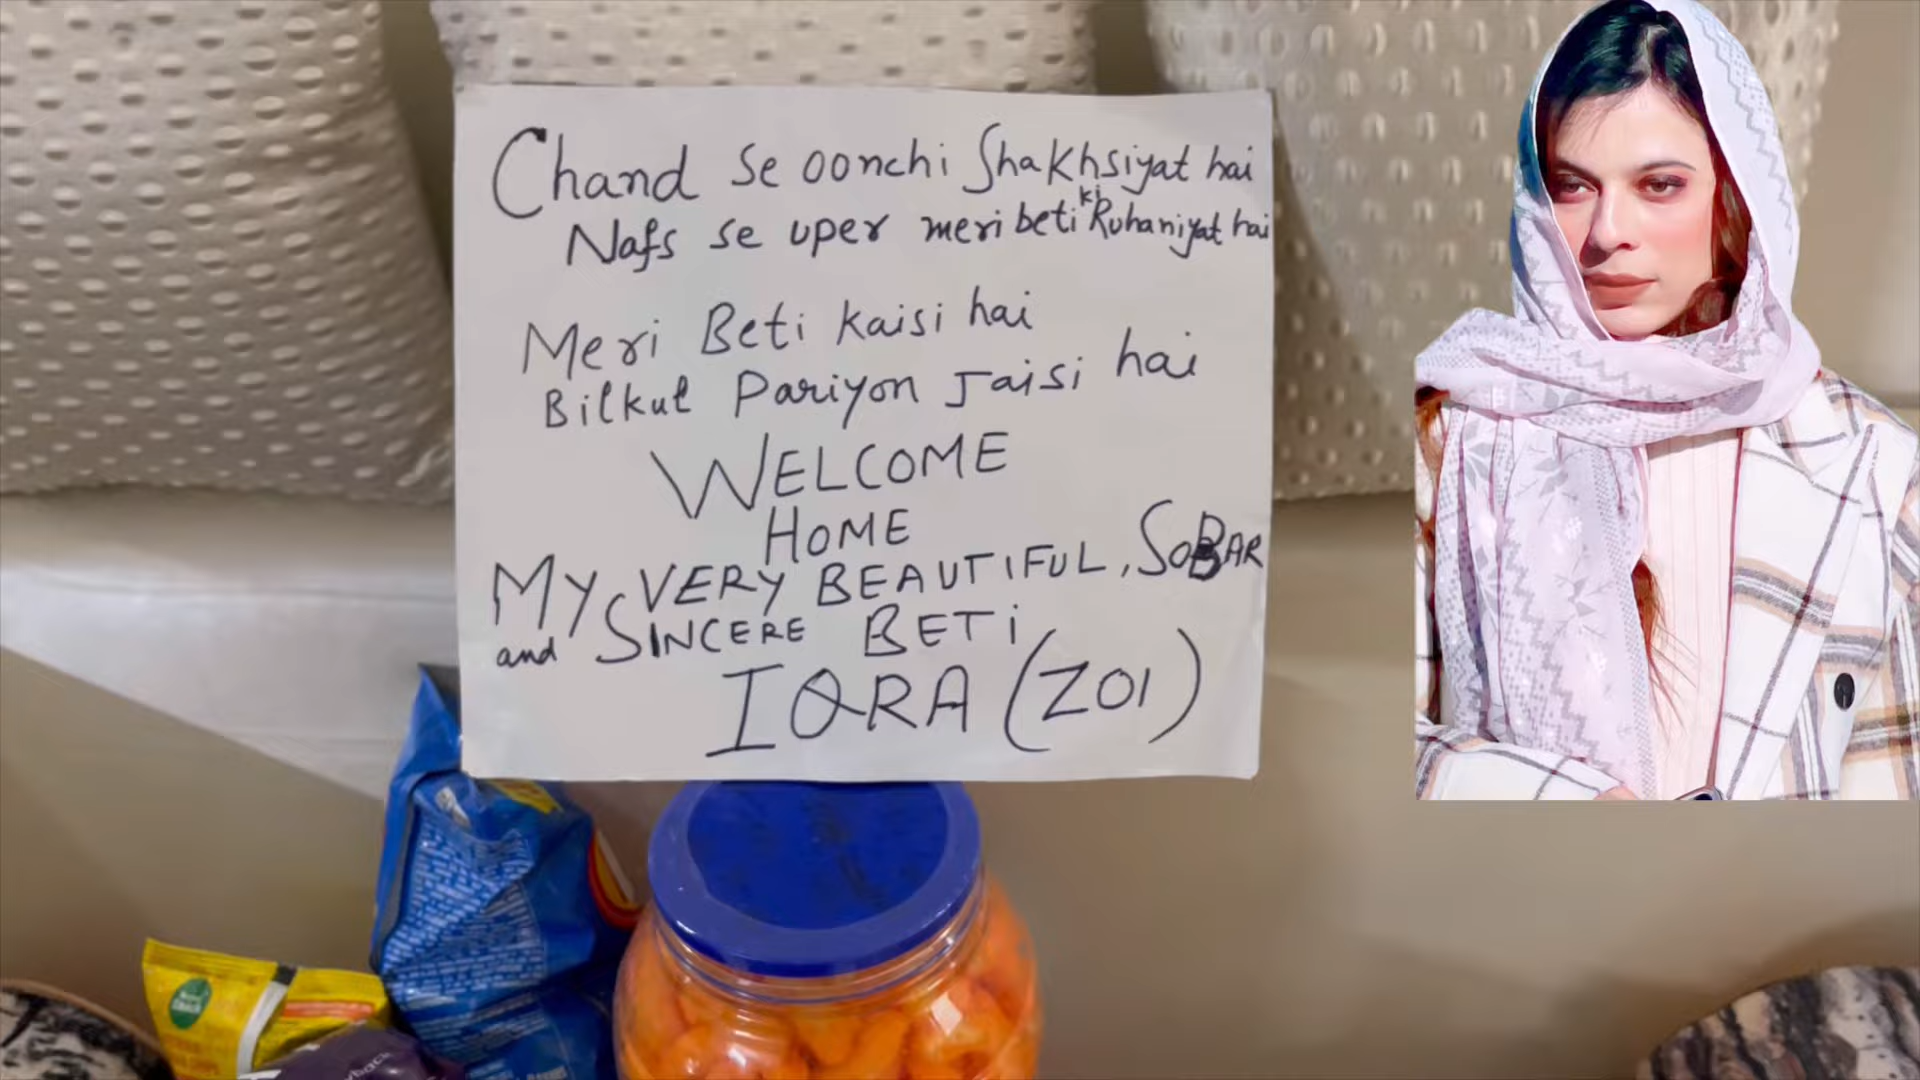 Chand se oonchi Shakhsiyat hai
Nafs se uper meri beti ki Ruhaniyat hai
Meri Beti kaisi hai
Bilkul Pariyon Jaisi hai
WELCOME
HOME
MY VERY BEAUTIFUL, SOBAR
and SINCERE BETi
IQRA (ZOI)